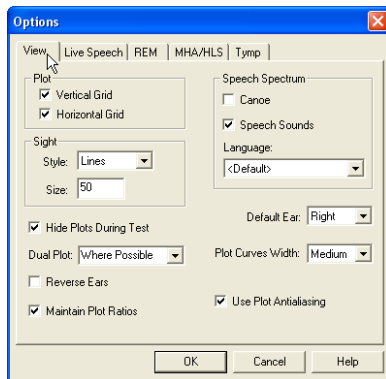 Options
View Live Speech REM MHA/HLS Tymp
Plot
Vertical Grid
Horizontal Grid
Sight
Style: Lines
Size: 50
Hide Plots During Test
Dual Plot: Where Possible
Reverse Ears
Maintain Plot Ratios
Speech Spectrum
Canoe
Speech Sounds
Language:
<Default>
Default Ear: Right
Plot Curves Width: Medium
Use Plot Antialiasing
OK Cancel Help